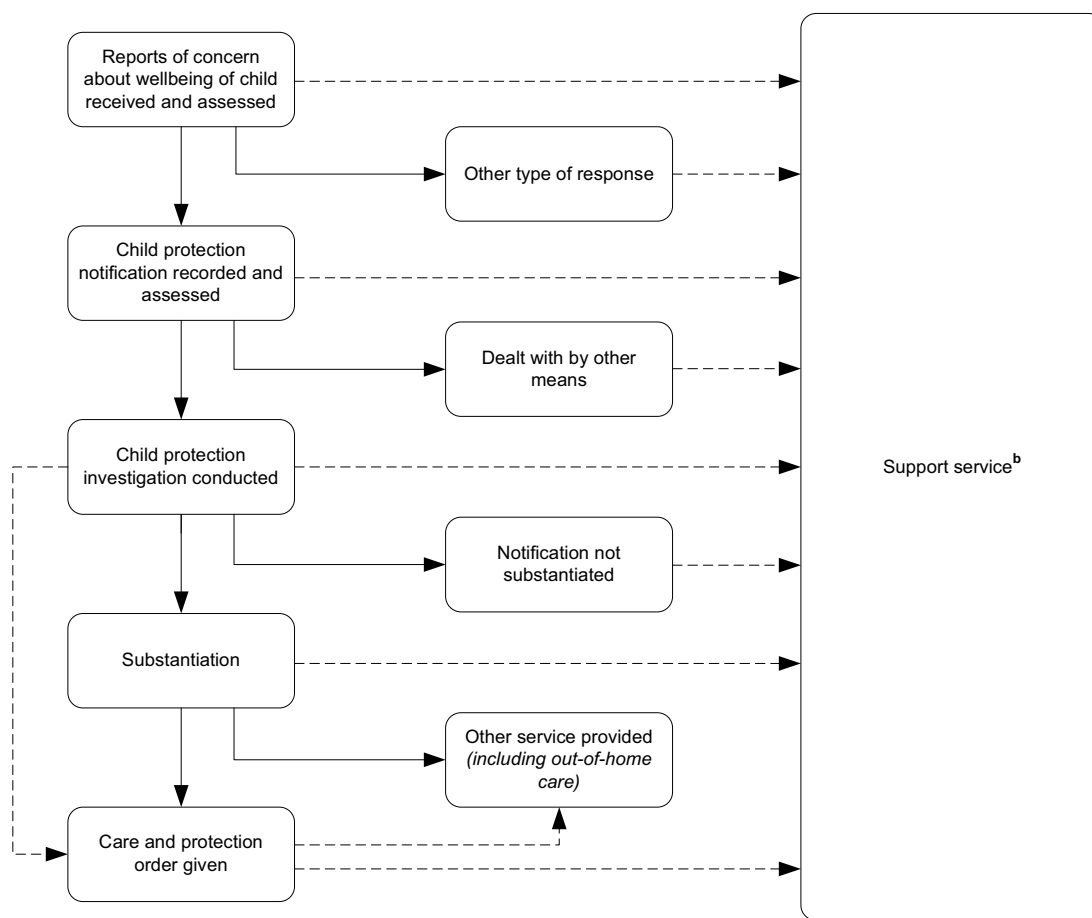 Reports of concern
about wellbeing of child
received and assessed
Other type of response
Child protection
notification recorded and
assessed
Dealt with by other
means
Child protection
investigation conducted
Support service^b
Notification not
substantiated
Substantiation
Other service provided
(including out-of-home
care)
Care and protection
order given